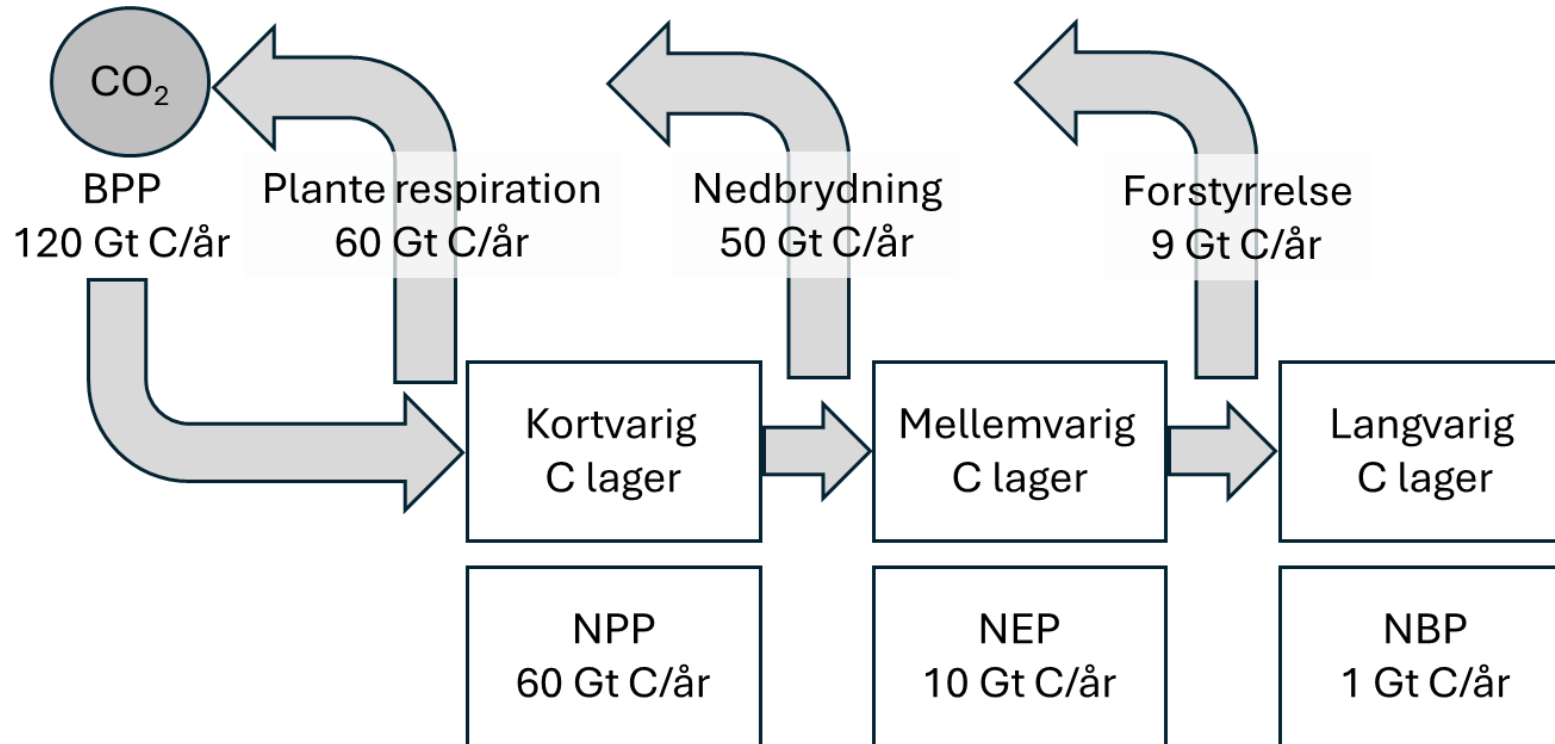 CO₂
BPP
120 Gt C/år
Plante respiration
60 Gt C/år
Nedbrydning
50 Gt C/år
Forstyrrelse
9 Gt C/år
Kortvarig
C lager
Mellemvarig
C lager
Langvarig
C lager
NPP
60 Gt C/år
NEP
10 Gt C/år
NBP
1 Gt C/år